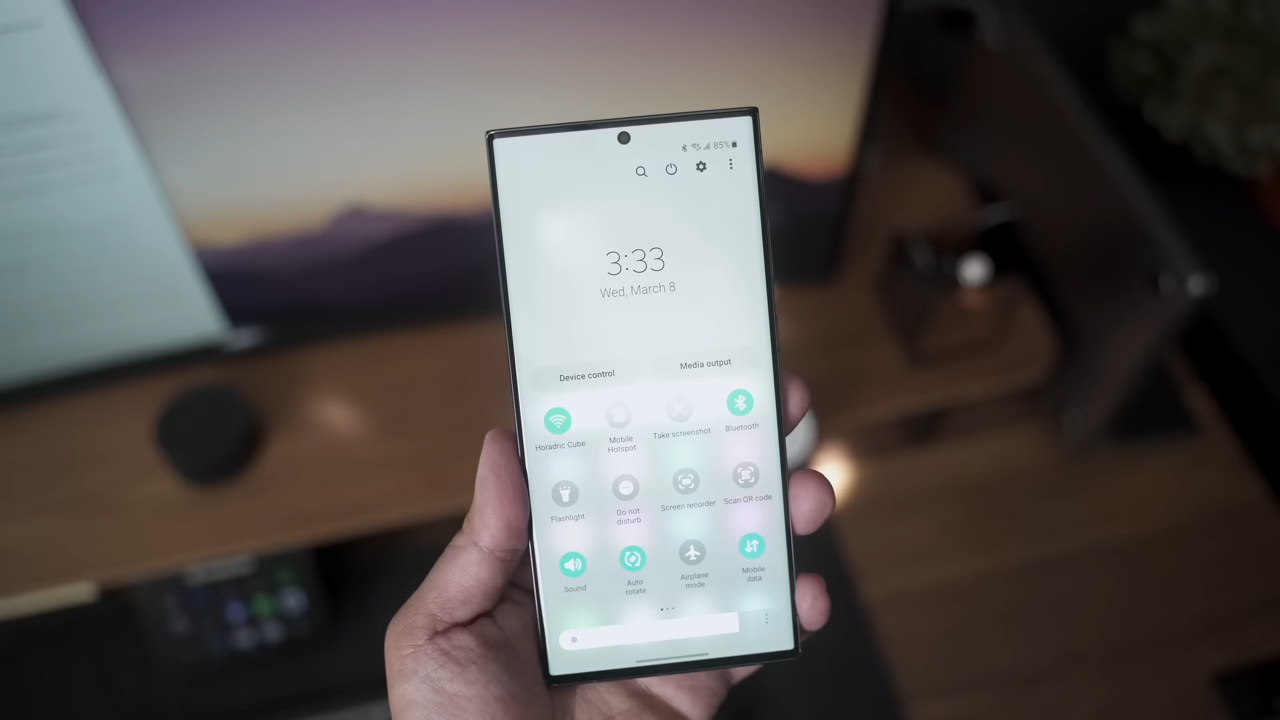 85%
3:33
Wed, March 8
Device control
Media output
Horadric Cube
Mobile
Hotspot
Take screenshot
Bluetooth
Flashlight
Do not
disturb
Screen recorder
Scan QR code
Sound
Auto
rotate
Airplane
mode
Mobile
data